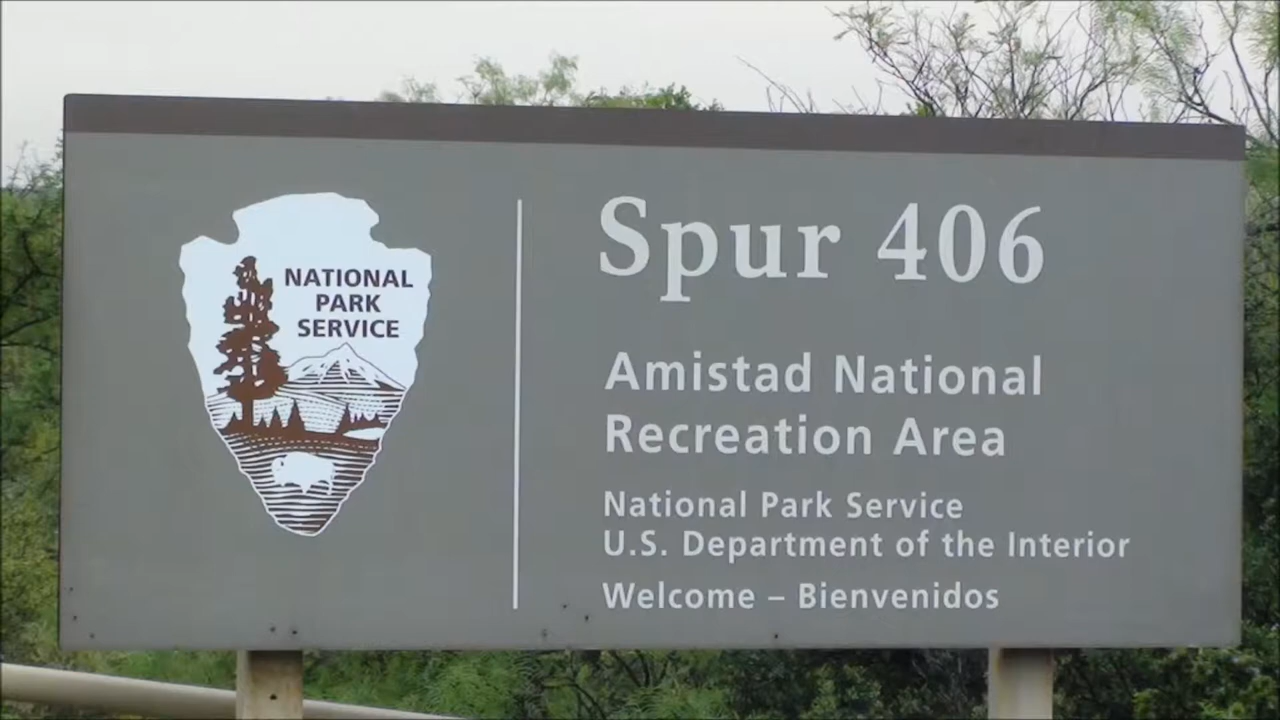 NATIONAL
PARK
SERVICE
Spur 406
Amistad National
Recreation Area
National Park Service
U.S. Department of the Interior
Welcome – Bienvenidos